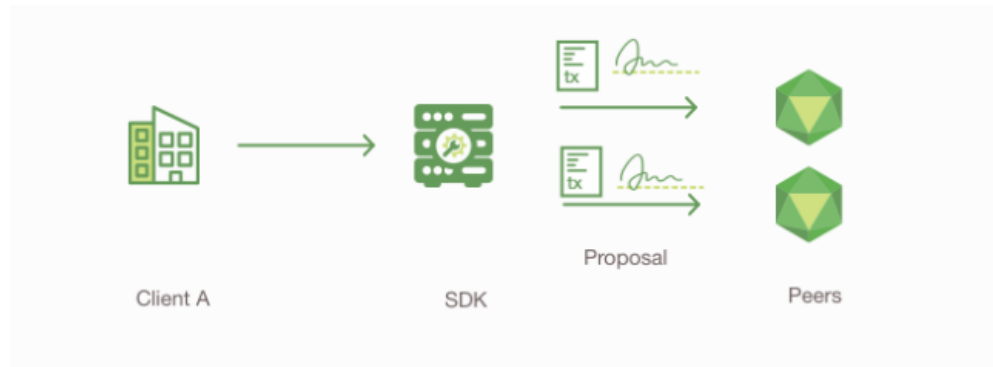 tx
tx
Proposal
Client A
SDK
Peers